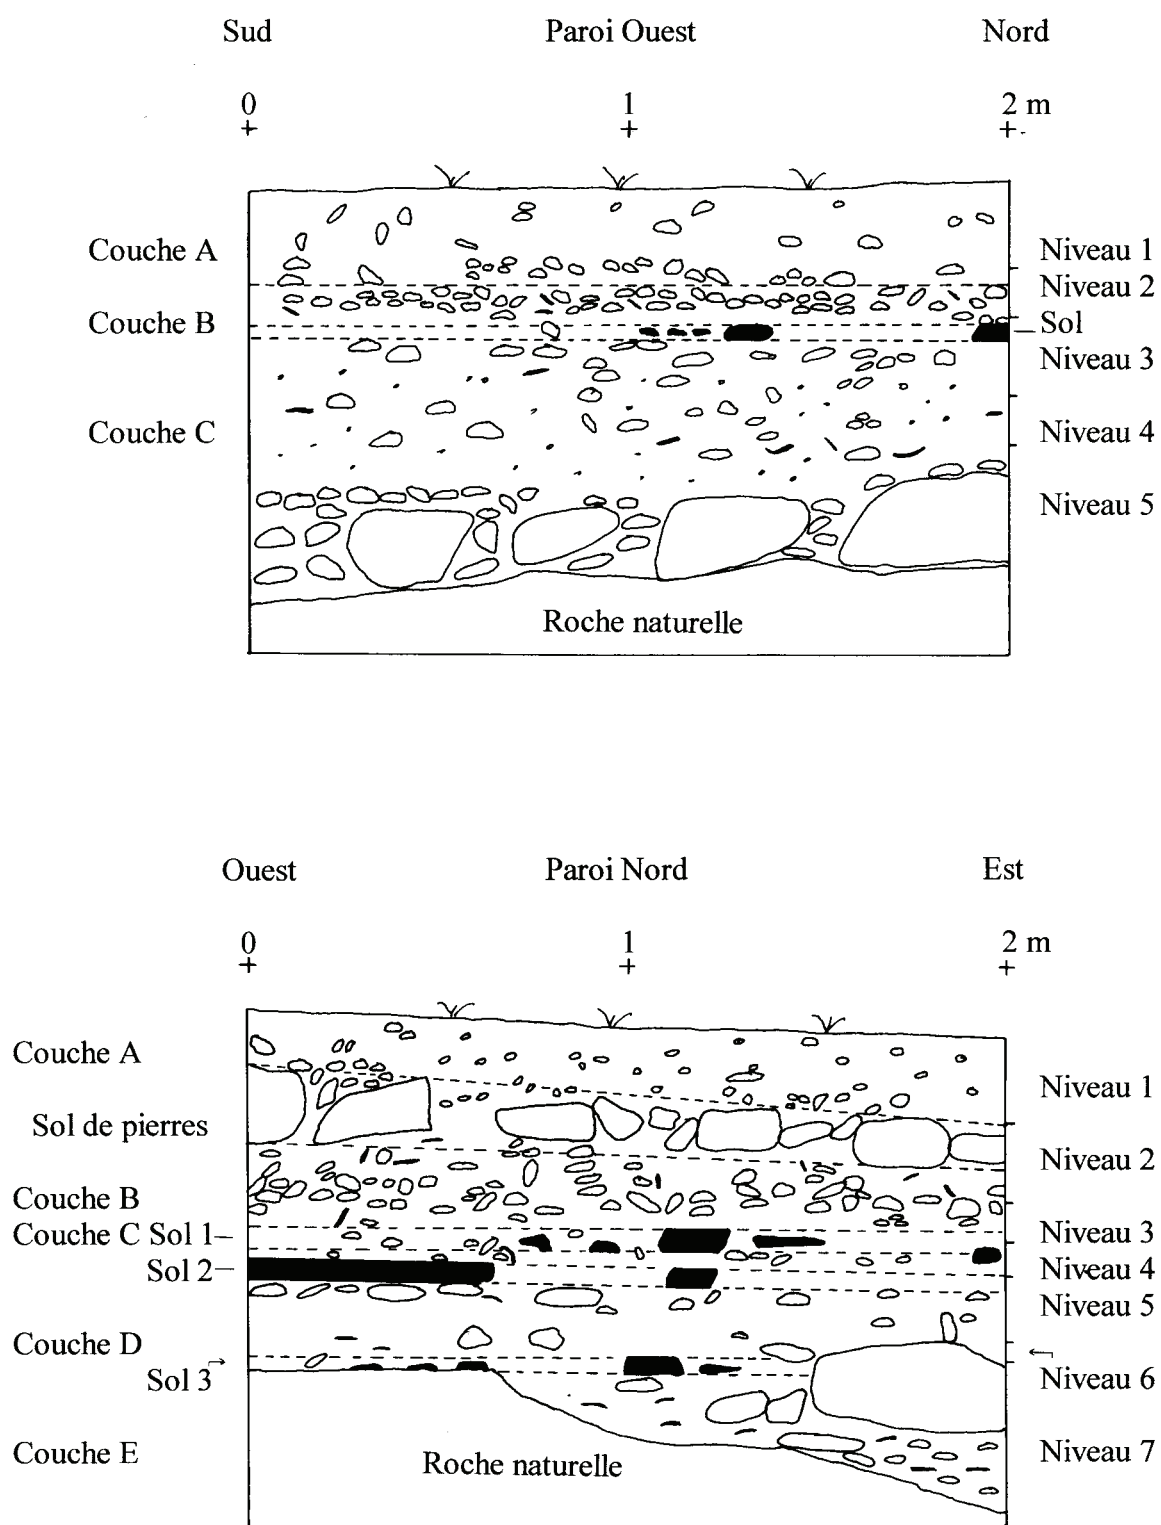 Sud Paroi Ouest Nord
0 1 2 m
Couche A Niveau 1
Niveau 2
Couche B Sol
Niveau 3
Couche C Niveau 4
Niveau 5
Roche naturelle
Ouest Paroi Nord Est
0 1 2 m
Couche A
Niveau 1
Sol de pierres
Niveau 2
Couche B
Couche C Sol 1 Niveau 3
Sol 2 Niveau 4
Niveau 5
Couche D
Sol 3 Niveau 6
Couche E Roche naturelle Niveau 7